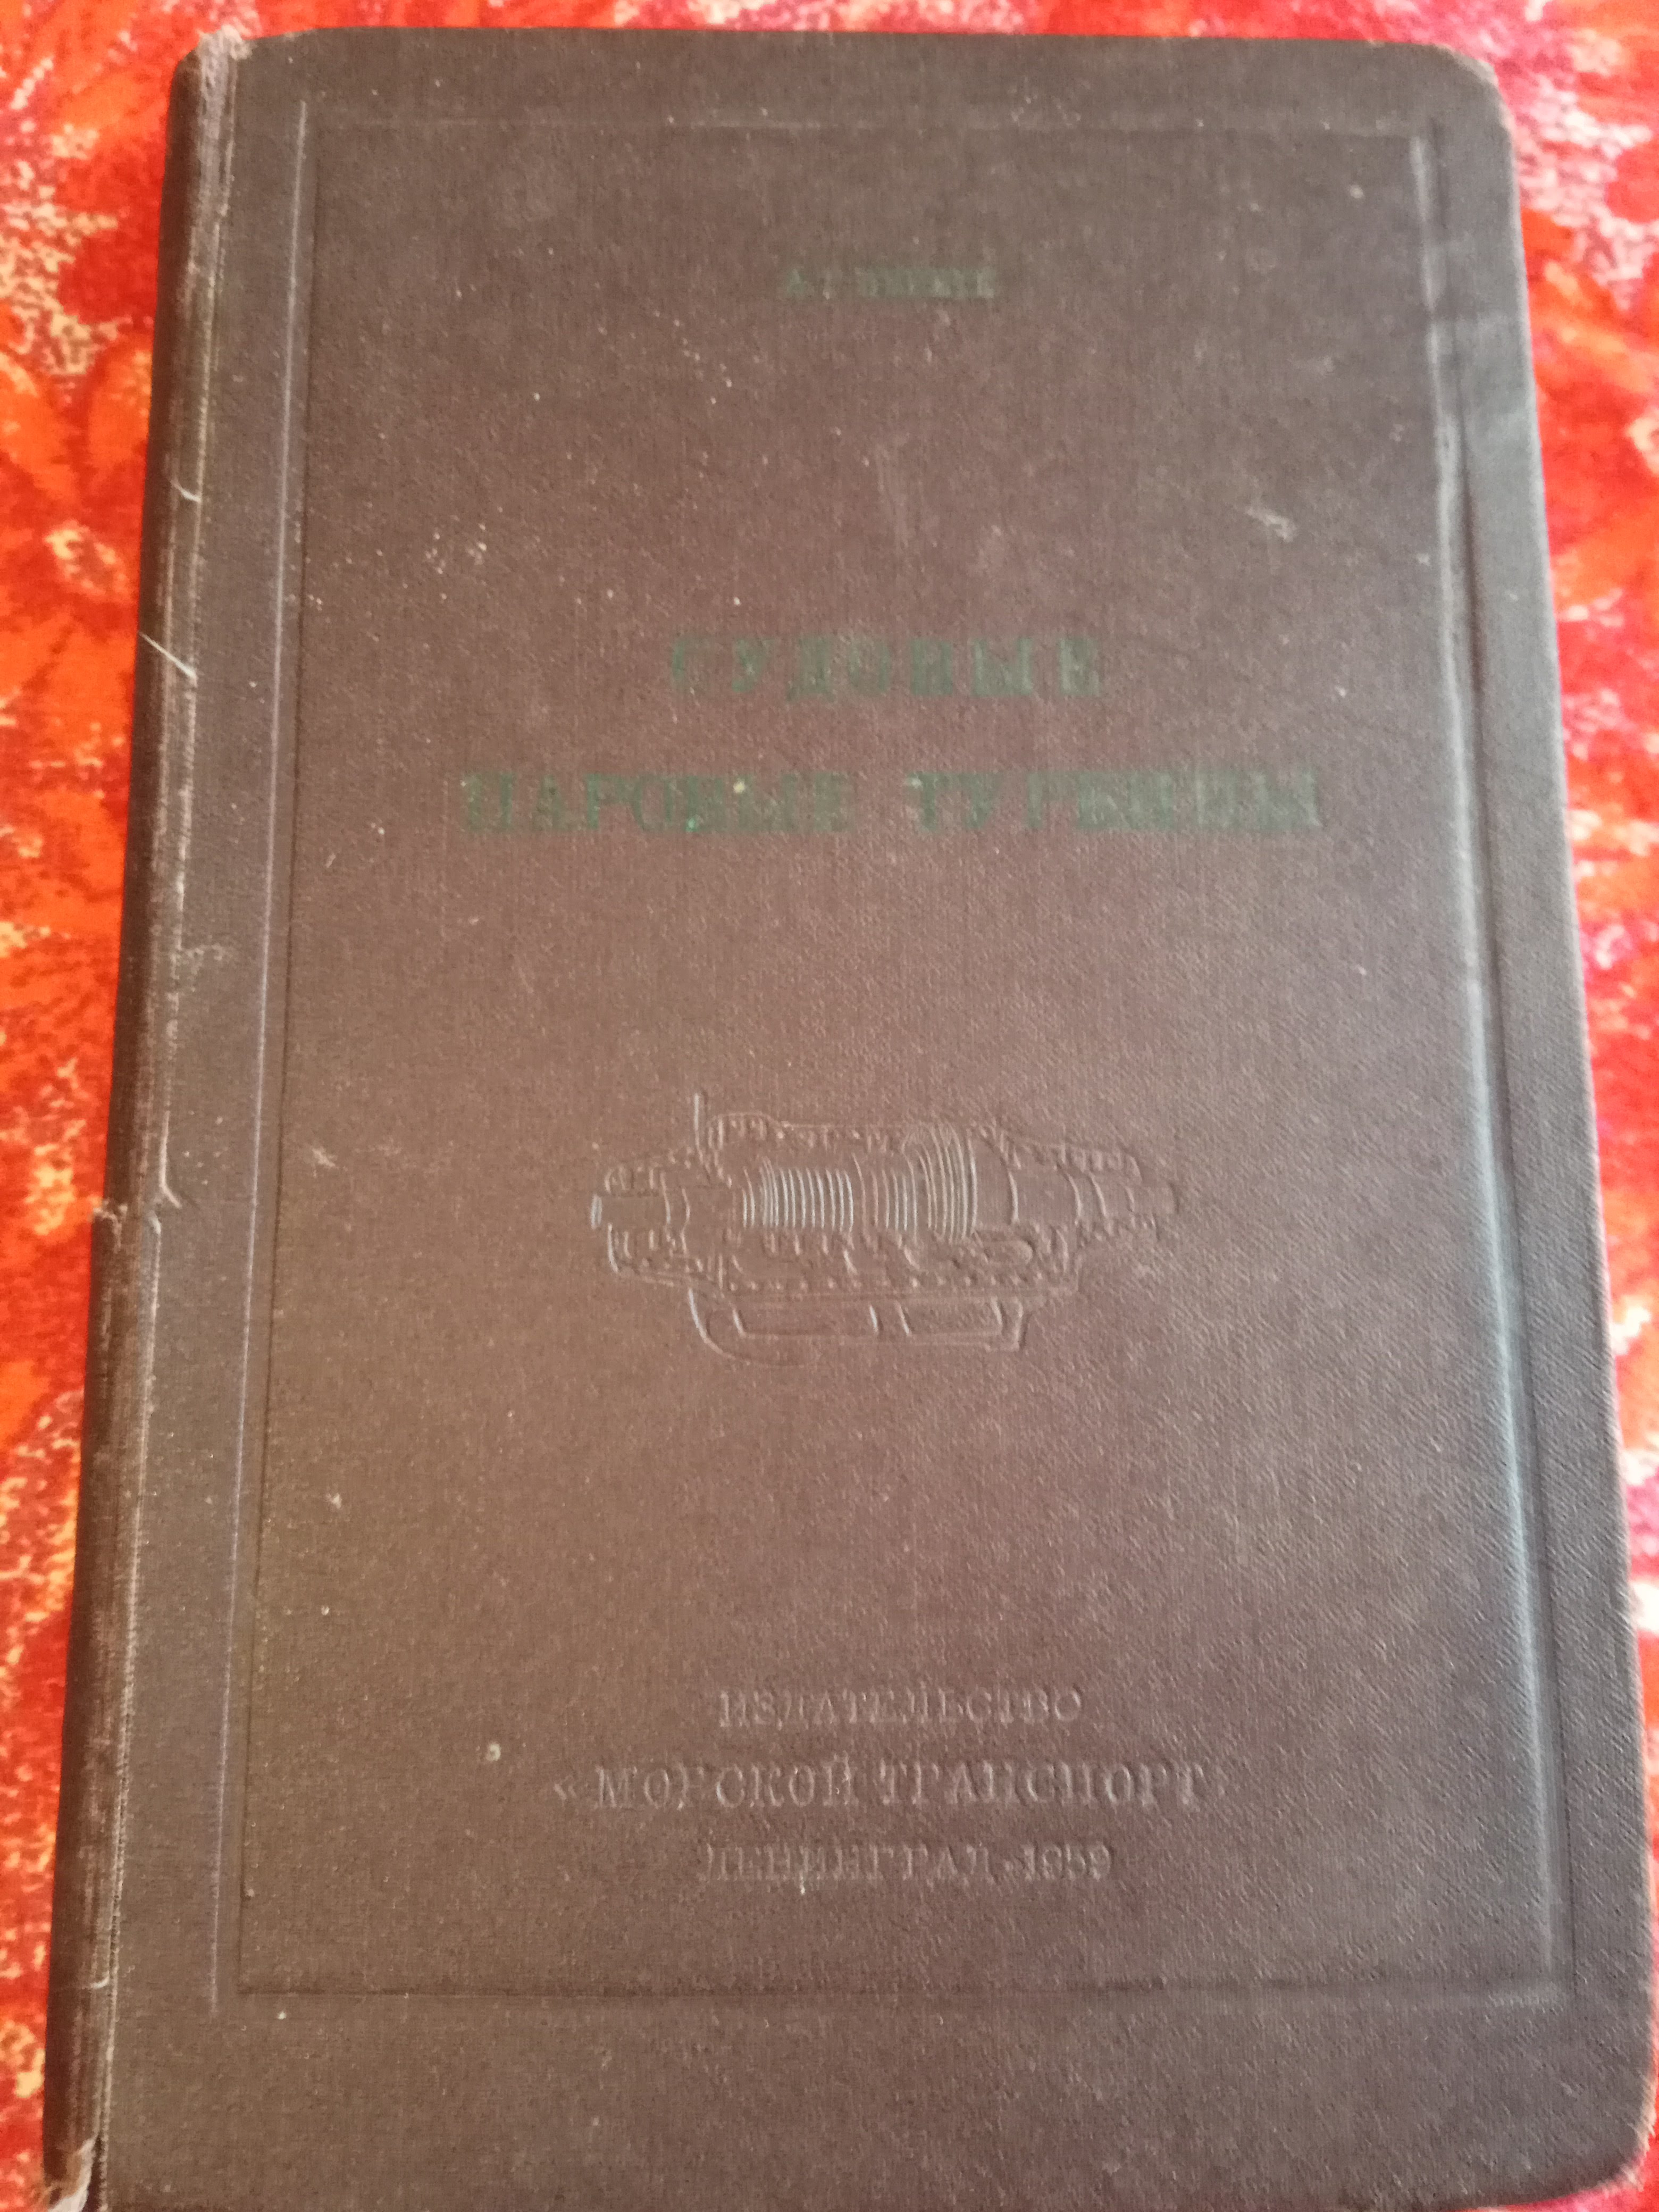 СУДОВЫЕ
ПАРОВЫЕ ТУРБИНЫ
ИЗДАТЕЛЬСТВО
«МОРСКОЙ ТРАНСПОРТ»
ЛЕНИНГРАД·1959